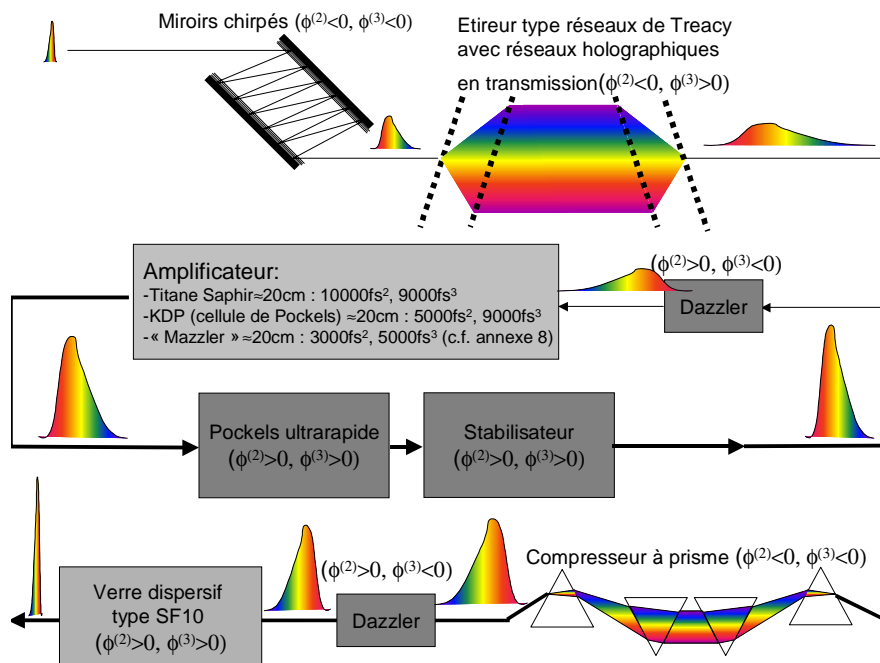 Miroirs chirpés (ϕ⁽²⁾<0, ϕ⁽³⁾<0)
Etireur type réseaux de Treacy
avec réseaux holographiques
en transmission(ϕ⁽²⁾<0, ϕ⁽³⁾>0)
Amplificateur:
-Titane Saphir≈20cm : 10000fs², 9000fs³
-KDP (cellule de Pockels) ≈20cm : 5000fs², 9000fs³
-« Mazzler »≈20cm : 3000fs², 5000fs³ (c.f. annexe 8)
(ϕ⁽²⁾>0, ϕ⁽³⁾<0)
Dazzler
Pockels ultrarapide
(ϕ⁽²⁾>0, ϕ⁽³⁾>0)
Stabilisateur
(ϕ⁽²⁾>0, ϕ⁽³⁾>0)
Verre dispersif
type SF10
(ϕ⁽²⁾>0, ϕ⁽³⁾>0)
(ϕ⁽²⁾>0, ϕ⁽³⁾<0)
Dazzler
Compresseur à prisme (ϕ⁽²⁾<0, ϕ⁽³⁾<0)